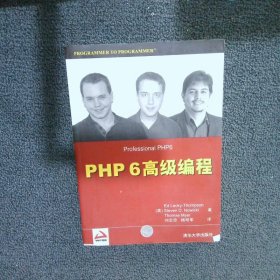 PROGRAMMER TO PROGRAMMER™
Professional PHP6
PHP 6高级编程
Ed Lecky-Thompson
(美) Steven D. Nowicki 著
Thomas Myer
译
清华大学出版社